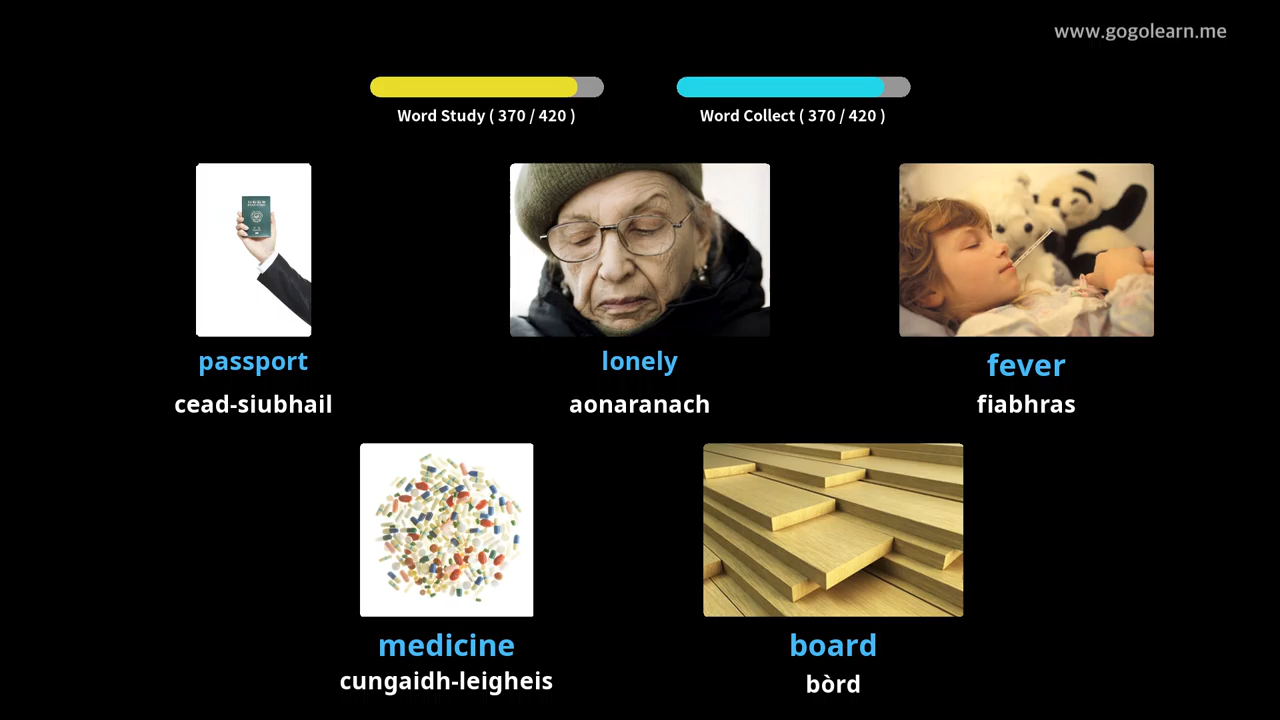 www.gogolearn.me
Word Study ( 370 / 420 )
Word Collect ( 370 / 420 )
passport
lonely
fever
cead-siubhail
aonaranach
fiabhras
medicine
board
cungaidh-leigheis
bòrd